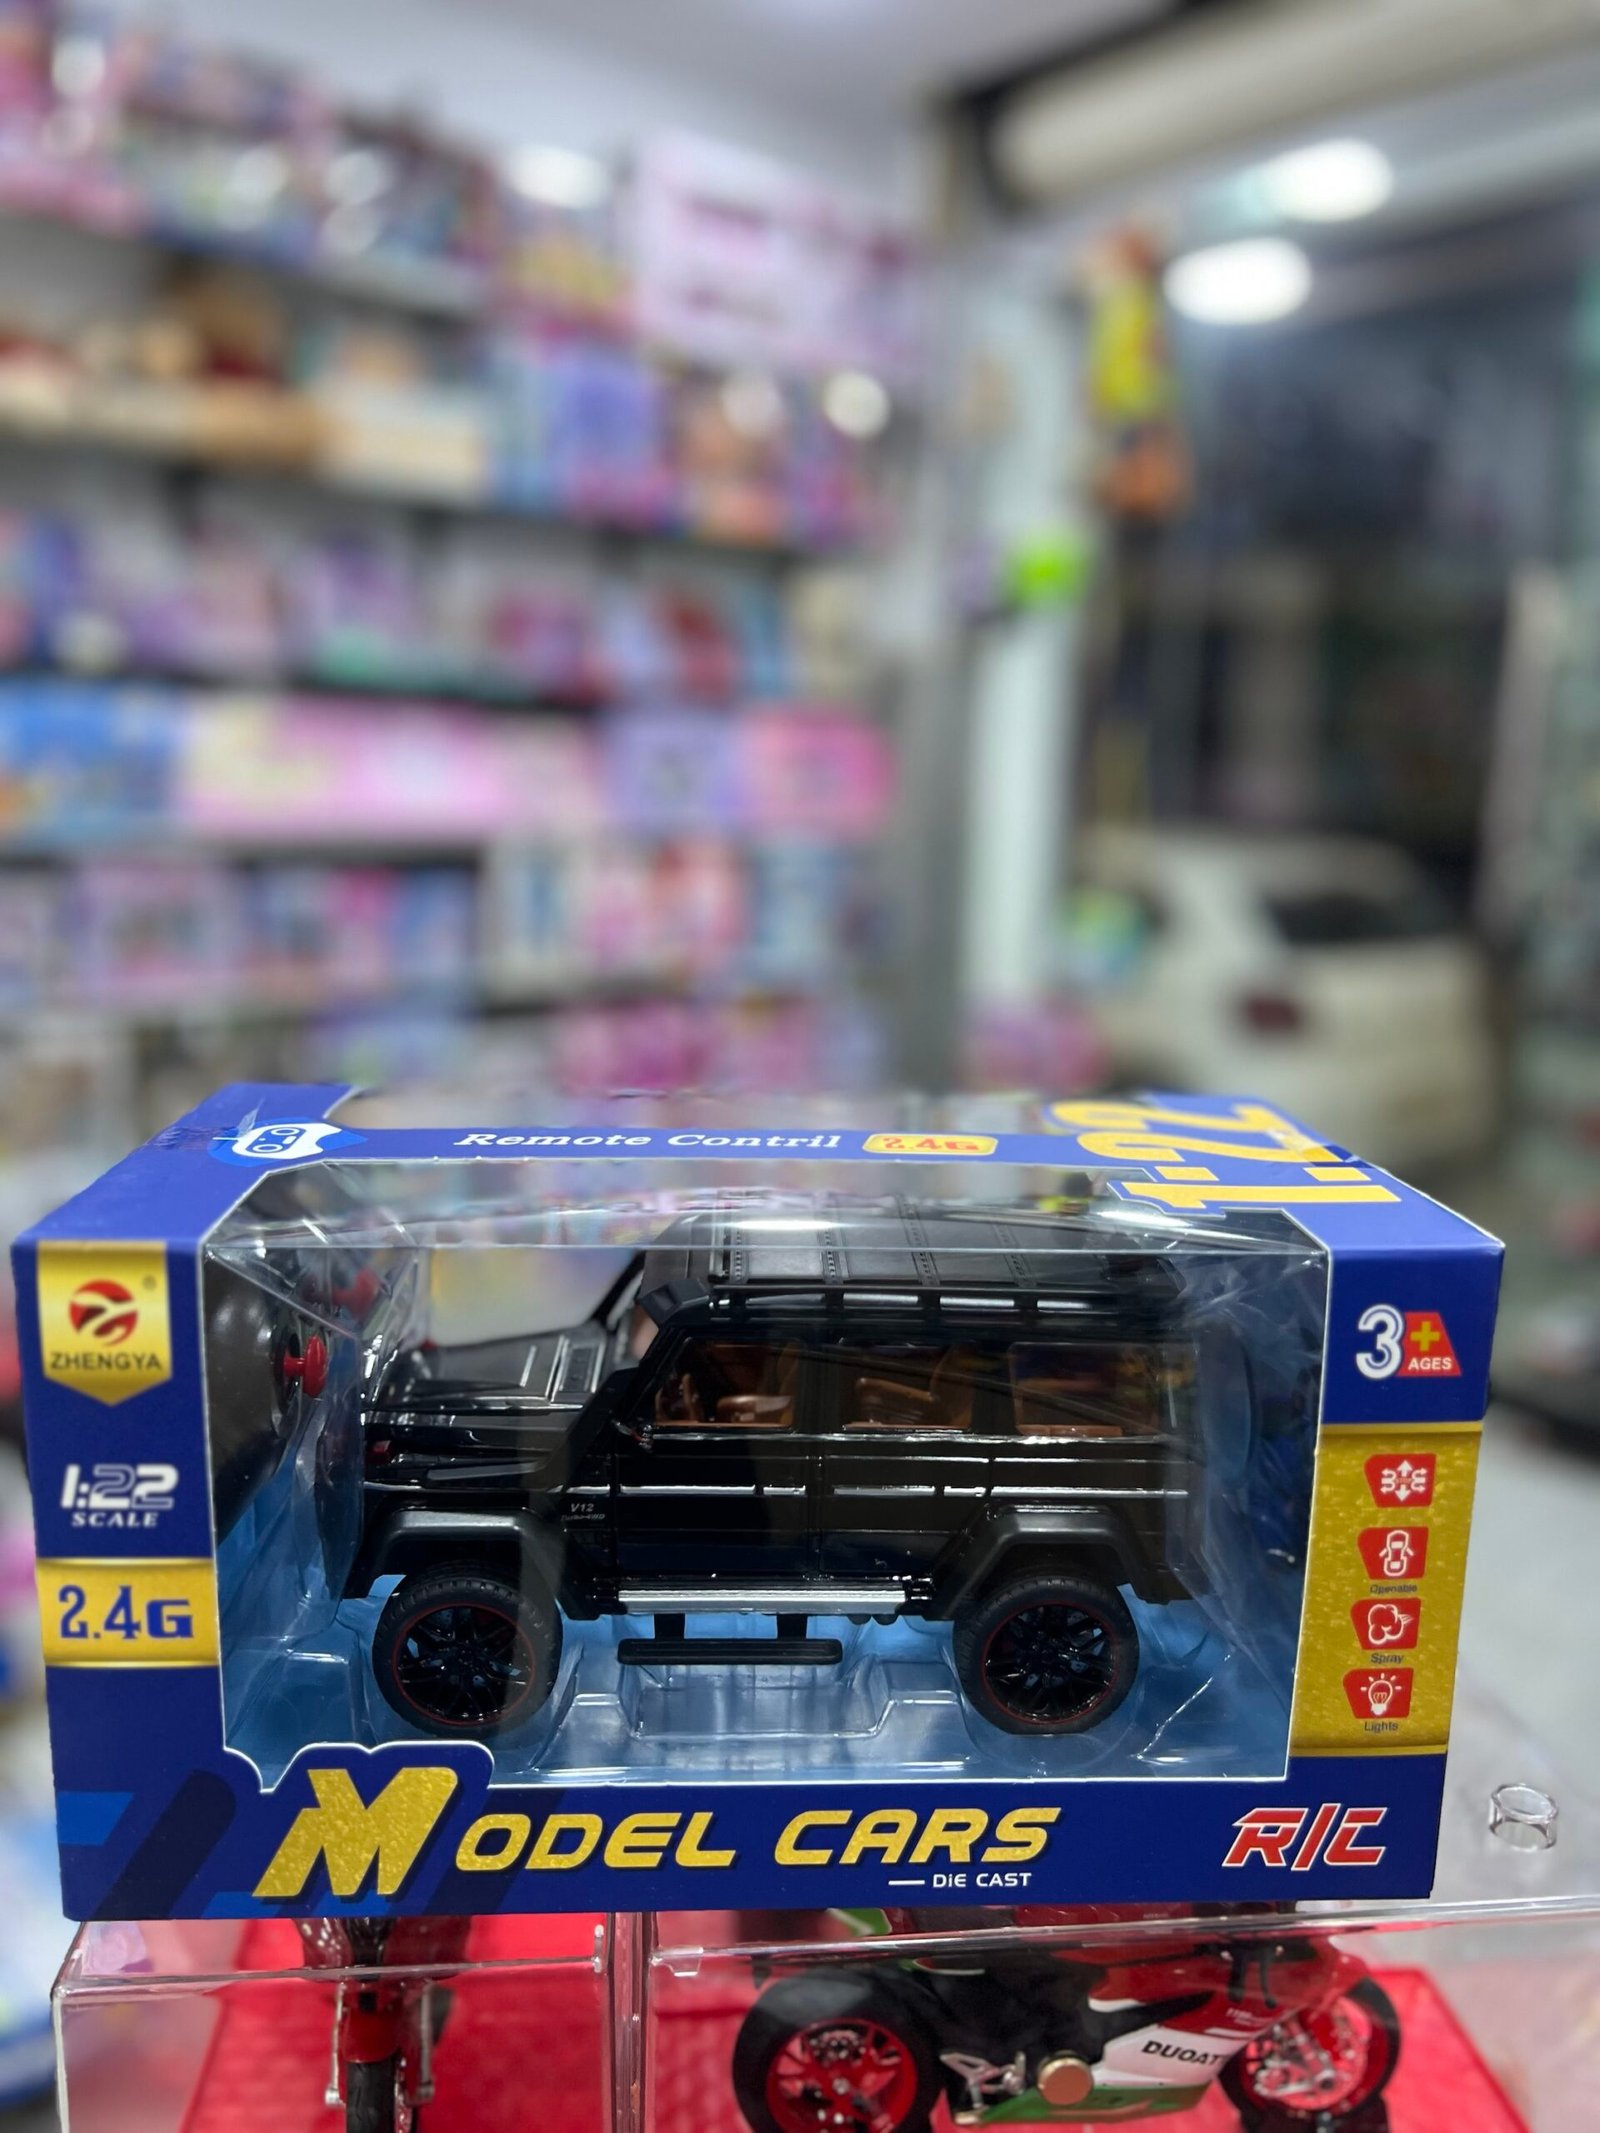 Remote Contril 2.4G
1:22
ZHENGYA
1:22
SCALE
2.4G
3+
AGES
Openable
Spray
Lights
V12
MODEL CARS
DIE CAST
R/C
DUCATI